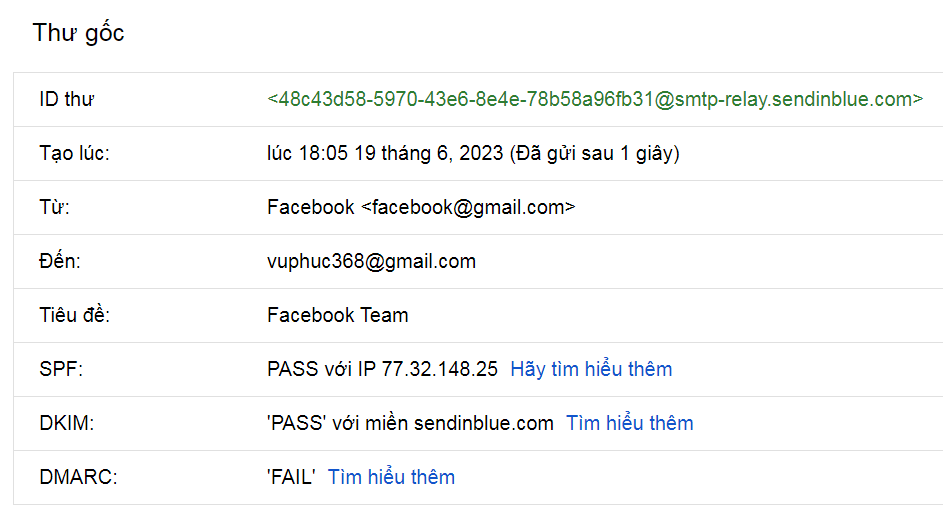 Thư gốc
ID thư <48c43d58-5970-43e6-8e4e-78b58a96fb31@smtp-relay.sendinblue.com>
Tạo lúc: lúc 18:05 19 tháng 6, 2023 (Đã gửi sau 1 giây)
Từ: Facebook <facebook@gmail.com>
Đến: vuphuc368@gmail.com
Tiêu đề: Facebook Team
SPF: PASS với IP 77.32.148.25 Hãy tìm hiểu thêm
DKIM: 'PASS' với miền sendinblue.com Tìm hiểu thêm
DMARC: 'FAIL' Tìm hiểu thêm